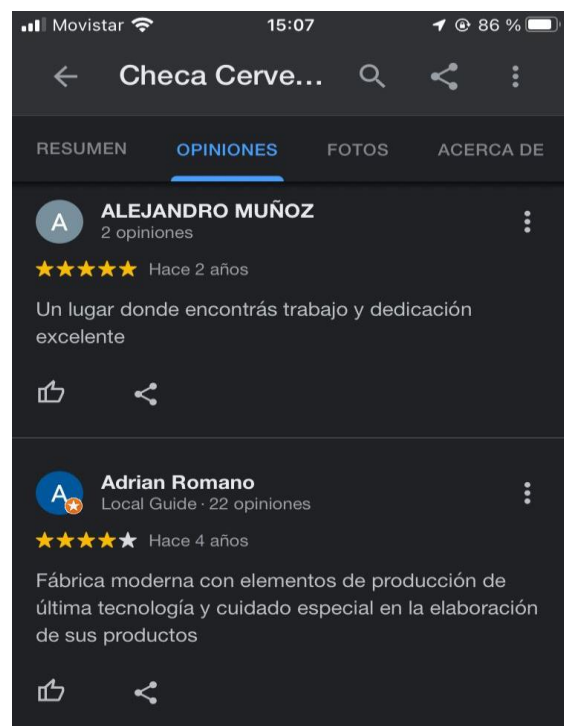 Movistar 15:07 86 %
Checa Cerve...
RESUMEN OPINIONES FOTOS ACERCA DE
A ALEJANDRO MUÑOZ
2 opiniones
Hace 2 años
Un lugar donde encontrás trabajo y dedicación
excelente
A Adrian Romano
Local Guide · 22 opiniones
Hace 4 años
Fábrica moderna con elementos de producción de
última tecnología y cuidado especial en la elaboración
de sus productos